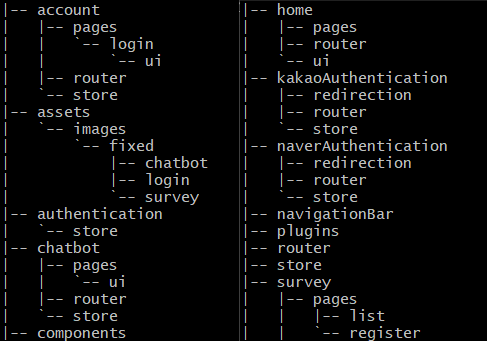 |-- account
|   |-- pages
|   |   `-- login
|   |       `-- ui
|   |-- router
|   `-- store
|-- assets
|   `-- images
|       `-- fixed
|           |-- chatbot
|           |-- login
|           `-- survey
|-- authentication
|   `-- store
|-- chatbot
|   |-- pages
|   |   `-- ui
|   |-- router
|   `-- store
|-- components
|-- home
|   |-- pages
|   |-- router
|   `-- ui
|-- kakaoAuthentication
|   |-- redirection
|   |-- router
|   `-- store
|-- naverAuthentication
|   |-- redirection
|   |-- router
|   `-- store
|-- navigationBar
|-- plugins
|-- router
|-- store
|-- survey
|   |-- pages
|   |   |-- list
|   |   `-- register